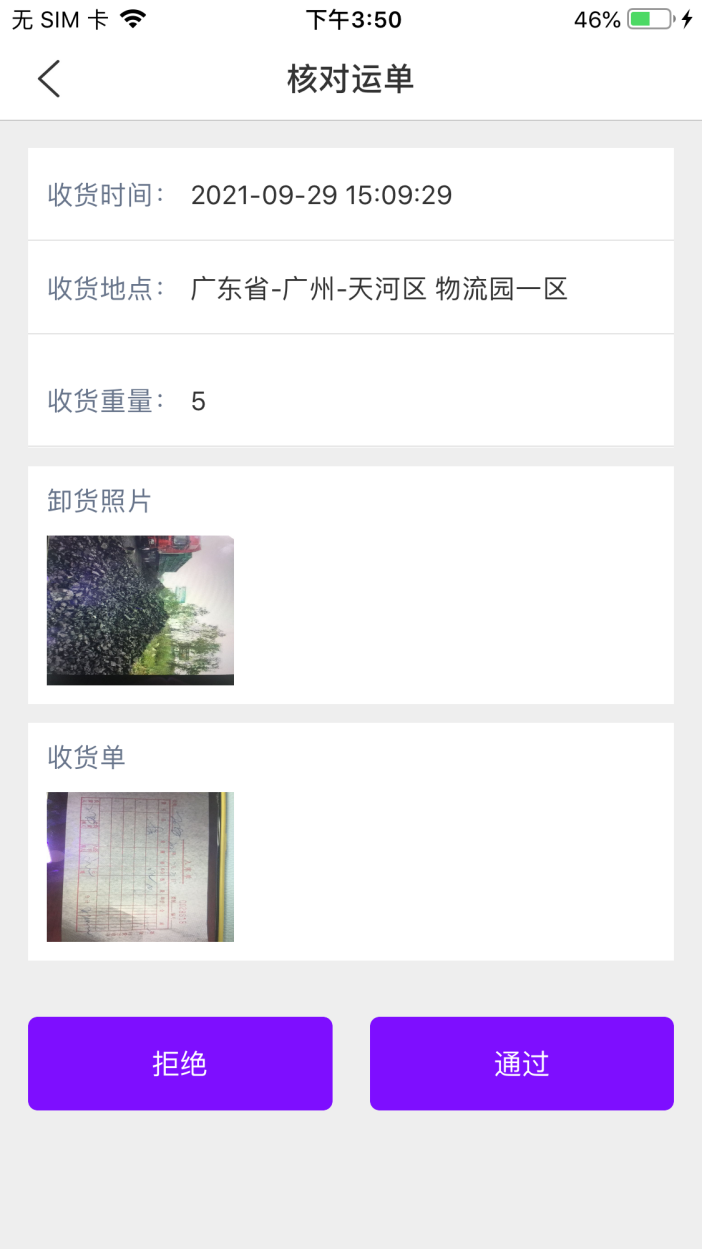 无 SIM 卡
下午3:50
46%
核对运单
收货时间： 2021-09-29 15:09:29
收货地点： 广东省-广州-天河区 物流园一区
收货重量： 5
卸货照片
收货单
拒绝
通过